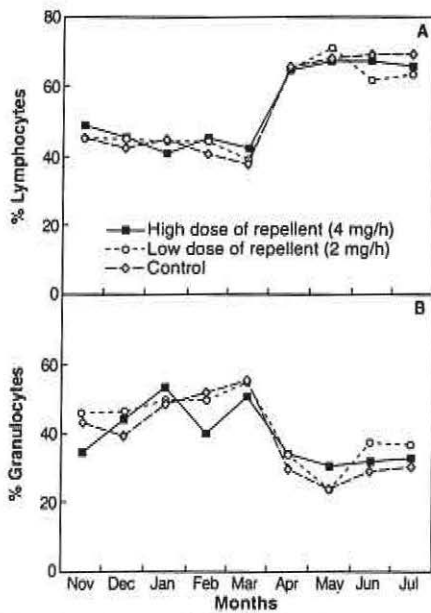 A
80
60
40
20
0
% Lymphocytes
High dose of repellent (4 mg/h)
Low dose of repellent (2 mg/h)
Control
B
60
40
20
0
% Granulocytes
Nov Dec Jan Feb Mar Apr May Jun Jul
Months